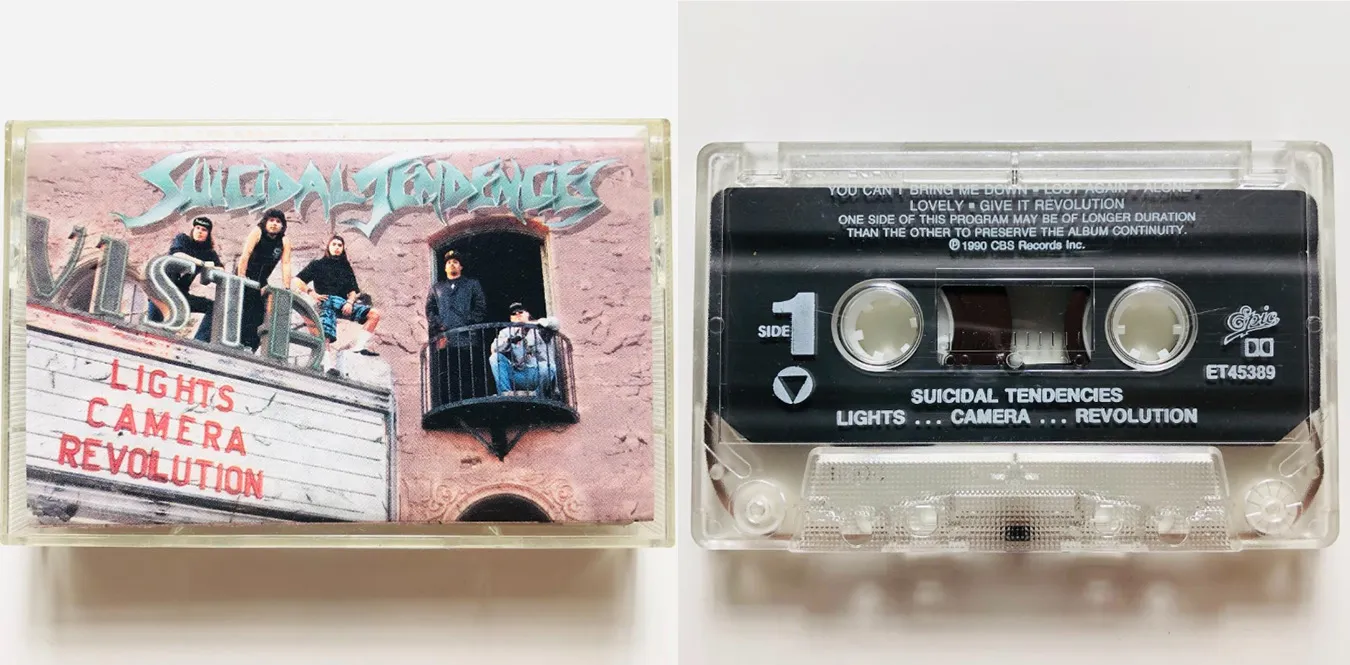 SUICIDAL TENDENCIES
VISTA
LIGHTS
CAMERA
REVOLUTION
YOU CAN'T BRING ME DOWN ▪ LOST AGAIN ▪ ALONE ▪
LOVELY ▪ GIVE IT REVOLUTION
ONE SIDE OF THIS PROGRAM MAY BE OF LONGER DURATION
THAN THE OTHER TO PRESERVE THE ALBUM CONTINUITY.
℗ 1990 CBS Records Inc.
SIDE 1
Epic
ET45389
SUICIDAL TENDENCIES
LIGHTS ... CAMERA ... REVOLUTION